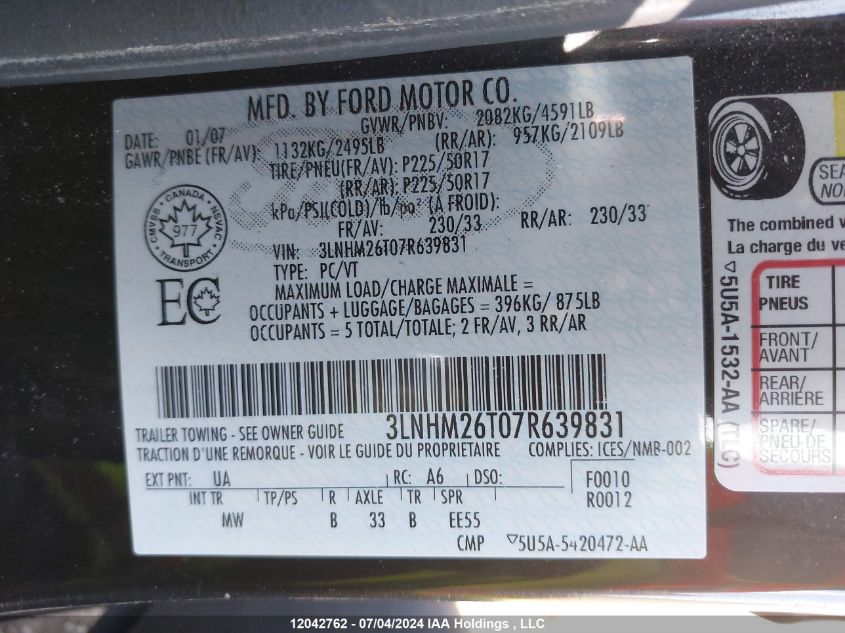 MFD. BY FORD MOTOR CO.
DATE: 01/07 GVWR/PNBV: 2082KG/4591LB
GAWR/PNBE (FR/AV): 1132KG/2495LB (RR/AR): 957KG/2109LB
TIRE/PNEU(FR/AV): P225/50R17
(RR/AR): P225/50R17
kPa/PSI(COLD)/lb/po² (À FROID):
FR/AV: 230/33 RR/AR: 230/33
VIN: 3LNHM26T07R639831
TYPE: PC/VT
MAXIMUM LOAD/CHARGE MAXIMALE =
OCCUPANTS + LUGGAGE/BAGAGES = 396KG/ 875LB
OCCUPANTS = 5 TOTAL/TOTALE; 2 FR/AV, 3 RR/AR
CANADA
CMVSS NSVAC
977
TRANSPORT
EC
3LNHM26T07R639831
TRAILER TOWING - SEE OWNER GUIDE
TRACTION D'UNE REMORQUE - VOIR LE GUIDE DU PROPRIETAIRE COMPLIES: ICES/NMB-002
EXT PNT: UA RC: A6 DSO: F0010
INT TR TP/PS R AXLE TR SPR R0012
MW B 33 B EE55
CMP ▽5U5A-5420472-AA
▽5U5A-1532-AA (TLC)
SEA
NO
The combined
La charge du vé
TIRE
PNEUS
FRONT/
AVANT
REAR/
ARRIÈRE
SPARE/
PNEU DE
SECOURS
12042762 - 07/04/2024 IAA Holdings , LLC